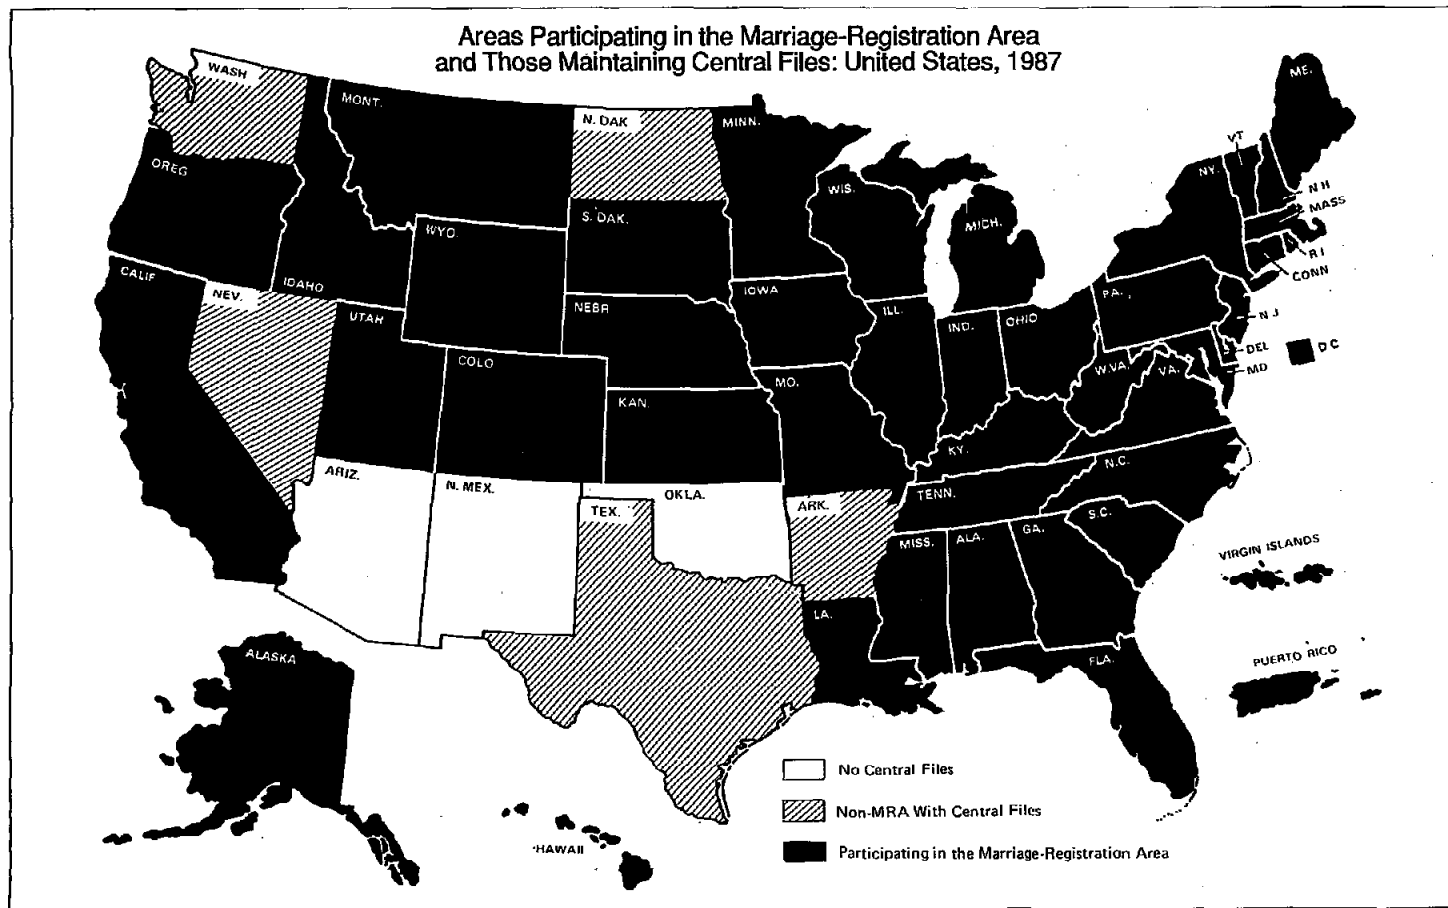 Areas Participating in the Marriage-Registration Area
and Those Maintaining Central Files: United States, 1987
WASH
MONT.
N. DAK
MINN.
ME.
OREG
VT
NY.
WIS.
N H
S. DAK.
MASS
WYO.
MICH.
R I
CONN
CALIF
IDAHO
NEV.
IOWA
PA.
NEBR
ILL.
UTAH
IND.
OHIO
N J
DEL
D C
COLO
W.VA.
VA.
MD
MO.
KAN.
KY.
N.C.
ARIZ.
N. MEX.
OKLA.
TENN.
TEX.
ARK.
S.C.
GA.
MISS.
ALA.
VIRGIN ISLANDS
LA.
ALASKA
FLA.
PUERTO RICO
No Central Files
Non-MRA With Central Files
HAWAII
Participating in the Marriage-Registration Area